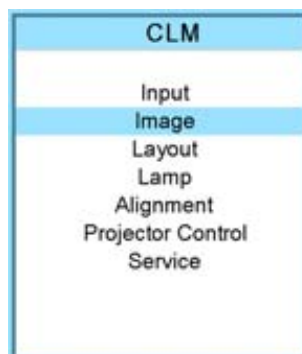 CLM
Input
Image
Layout
Lamp
Alignment
Projector Control
Service